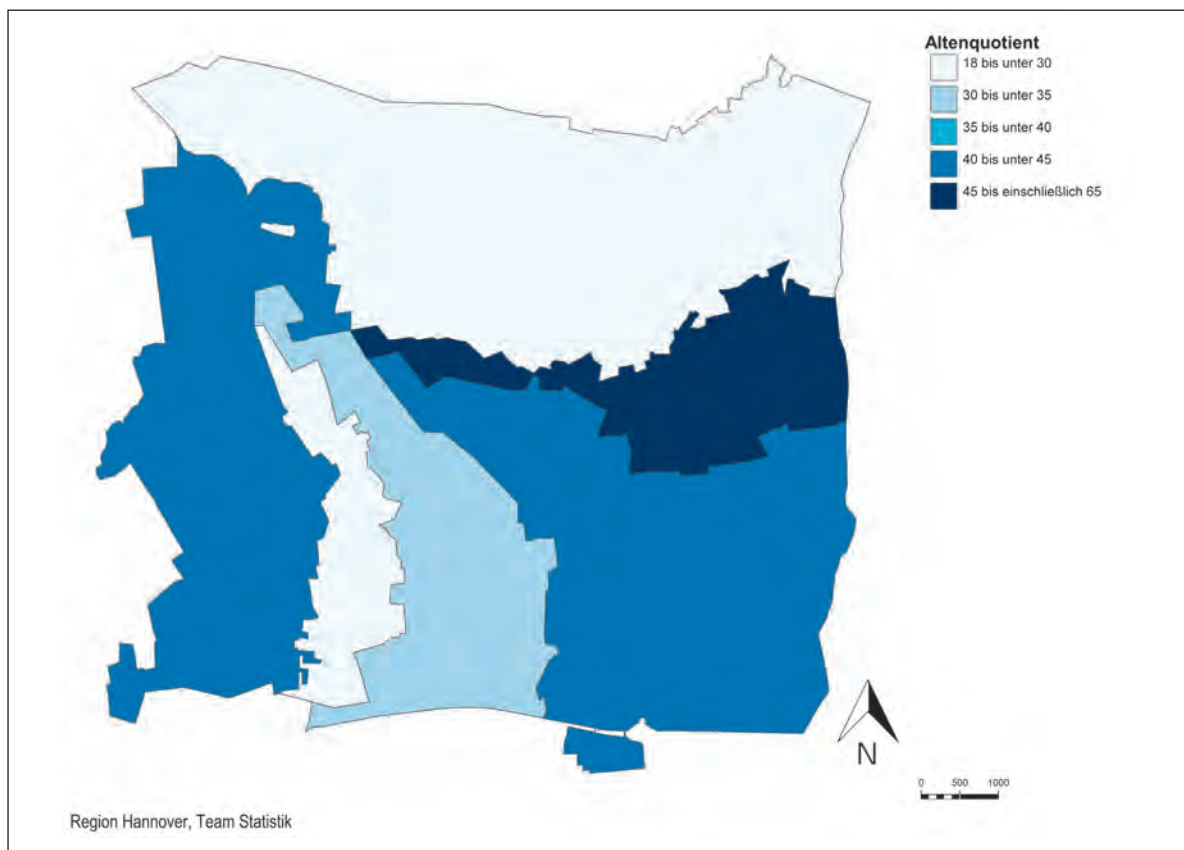 Altenquotient
18 bis unter 30
30 bis unter 35
35 bis unter 40
40 bis unter 45
45 bis einschließlich 65
N
0 500 1000
Region Hannover, Team Statistik